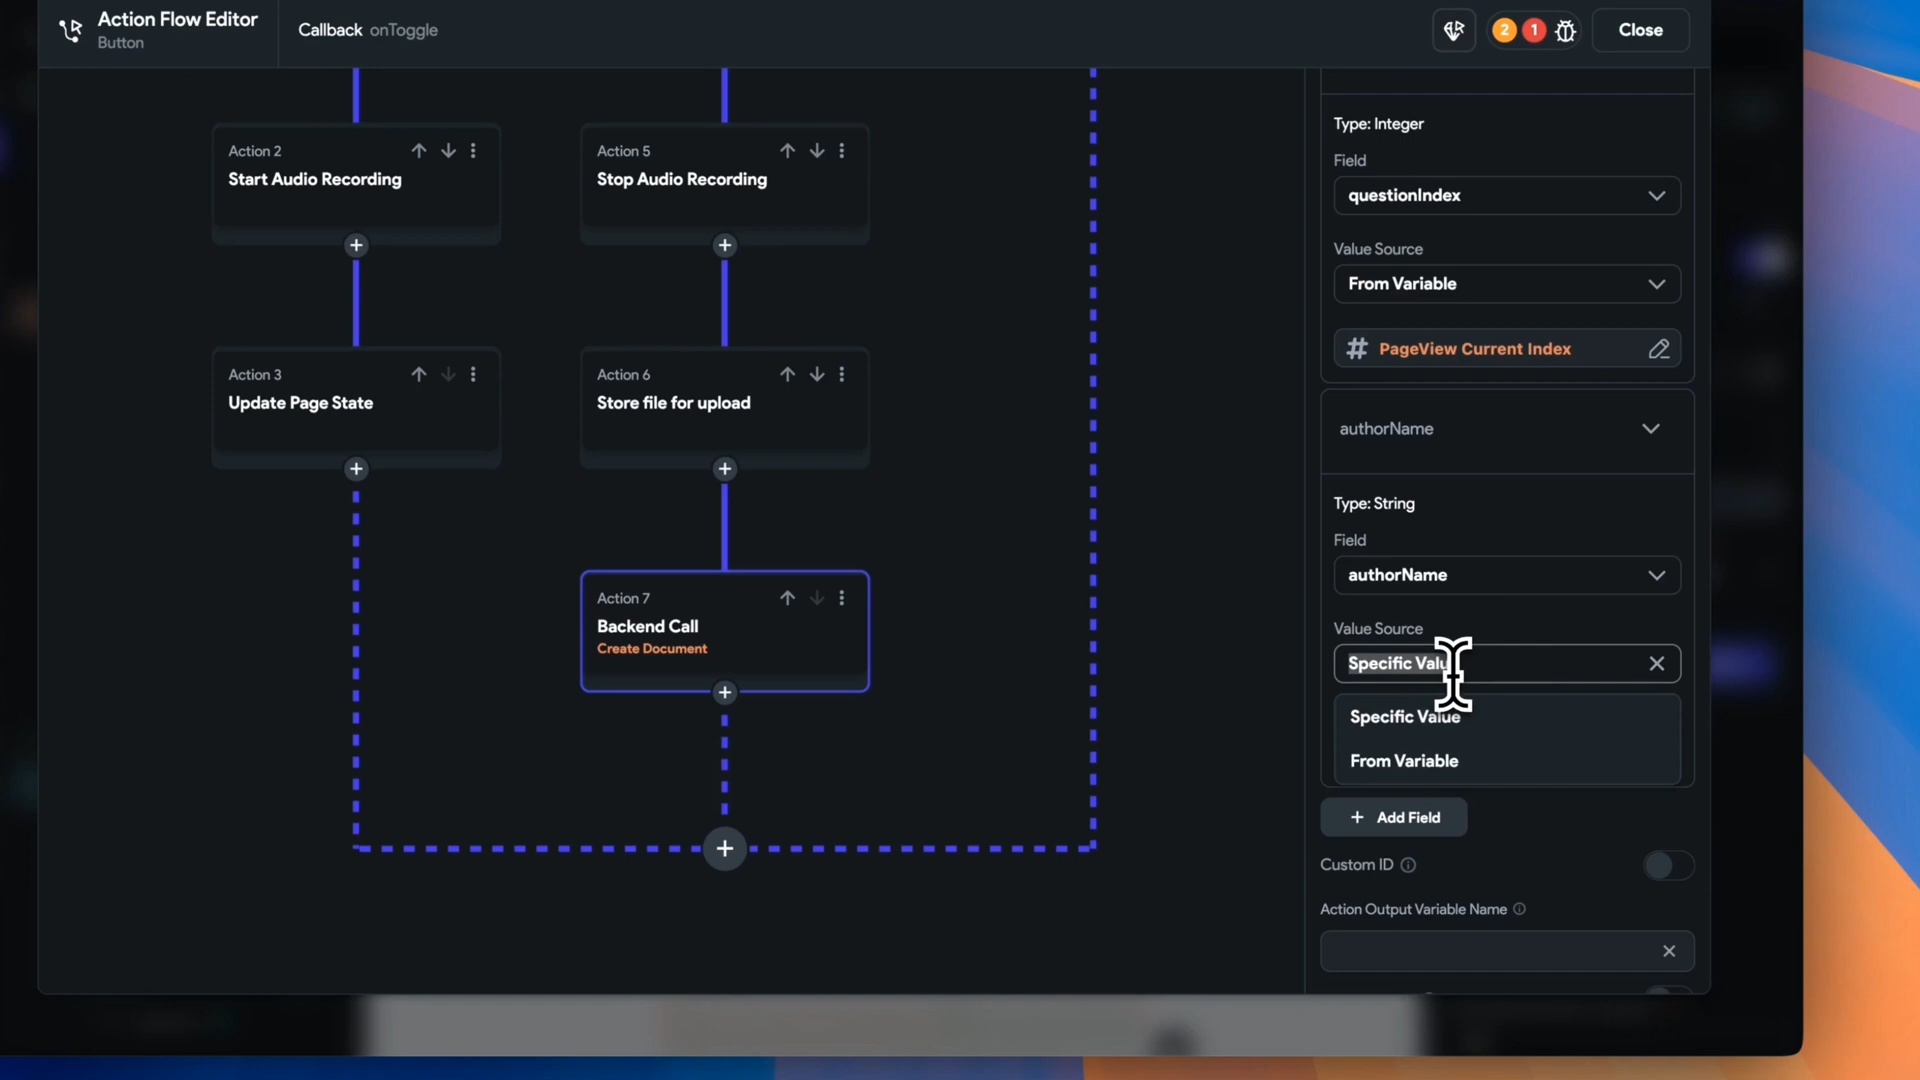 Action Flow Editor
Button
Callback onToggle
2 1
Close
Action 2
Start Audio Recording
Action 5
Stop Audio Recording
Action 3
Update Page State
Action 6
Store file for upload
Action 7
Backend Call
Create Document
Type: Integer
Field
questionIndex
Value Source
From Variable
# PageView Current Index
authorName
Type: String
Field
authorName
Value Source
Specific Valu
Specific Value
From Variable
+ Add Field
Custom ID
Action Output Variable Name